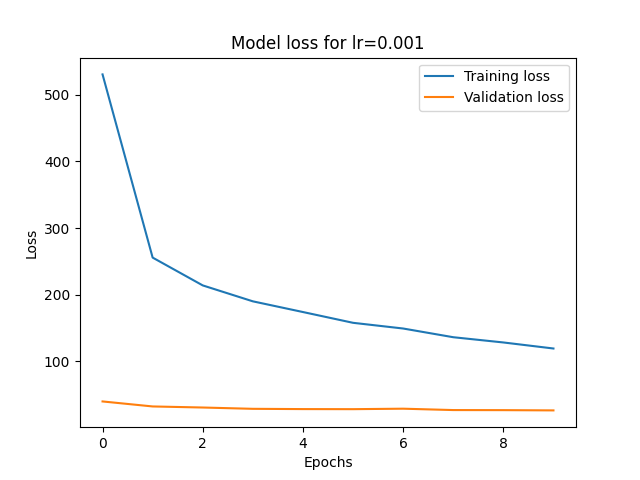 Model loss for lr=0.001
Training loss
Validation loss
Loss
500
400
300
200
100
0 2 4 6 8
Epochs